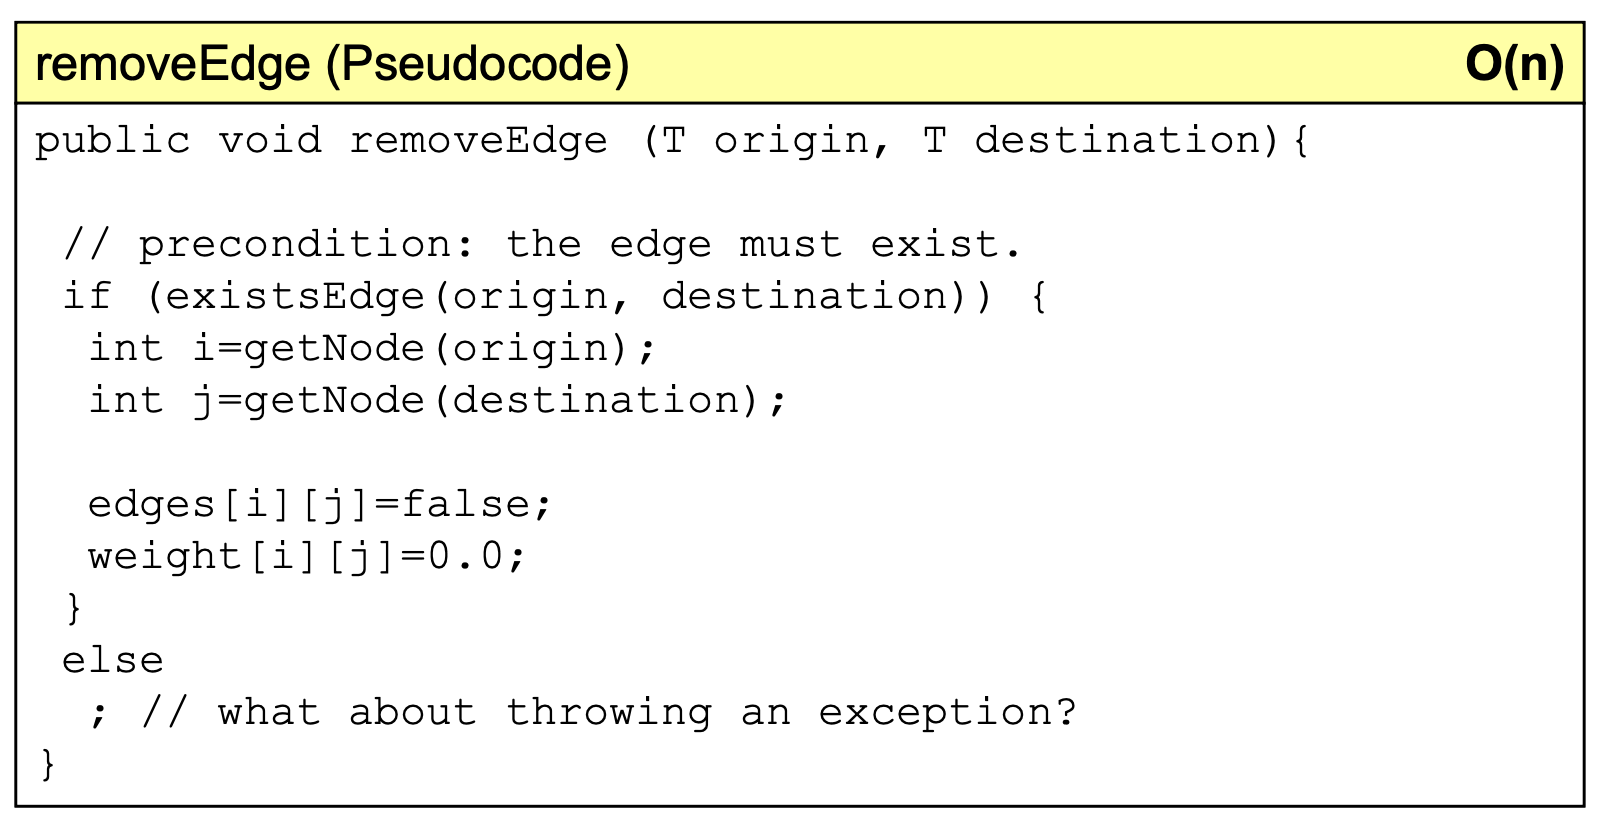 removeEdge (Pseudocode) O(n)
public void removeEdge (T origin, T destination){
// precondition: the edge must exist.
if (existsEdge(origin, destination)) {
int i=getNode(origin);
int j=getNode(destination);
edges[i][j]=false;
weight[i][j]=0.0;
}
else
; // what about throwing an exception?
}